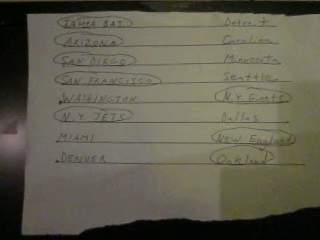 TAMPA BAY Detroit
ARIZONA Carolina
SAN DIEGO Minnesota
SAN FRANCISCO Seattle
WASHINGTON N.Y Giants
N.Y JETS Dallas
MIAMI New England
DENVER Oakland